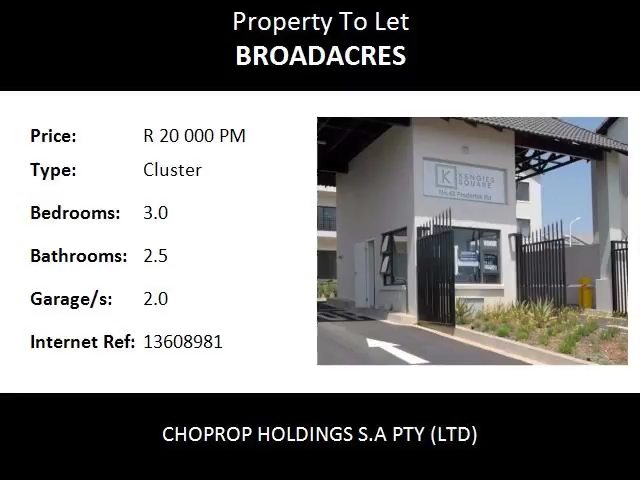 Property To Let
BROADACRES
Price: R 20 000 PM
Type: Cluster
Bedrooms: 3.0
Bathrooms: 2.5
Garage/s: 2.0
Internet Ref: 13608981
K KENGIES
SQUARE
CHOPROP HOLDINGS S.A PTY (LTD)